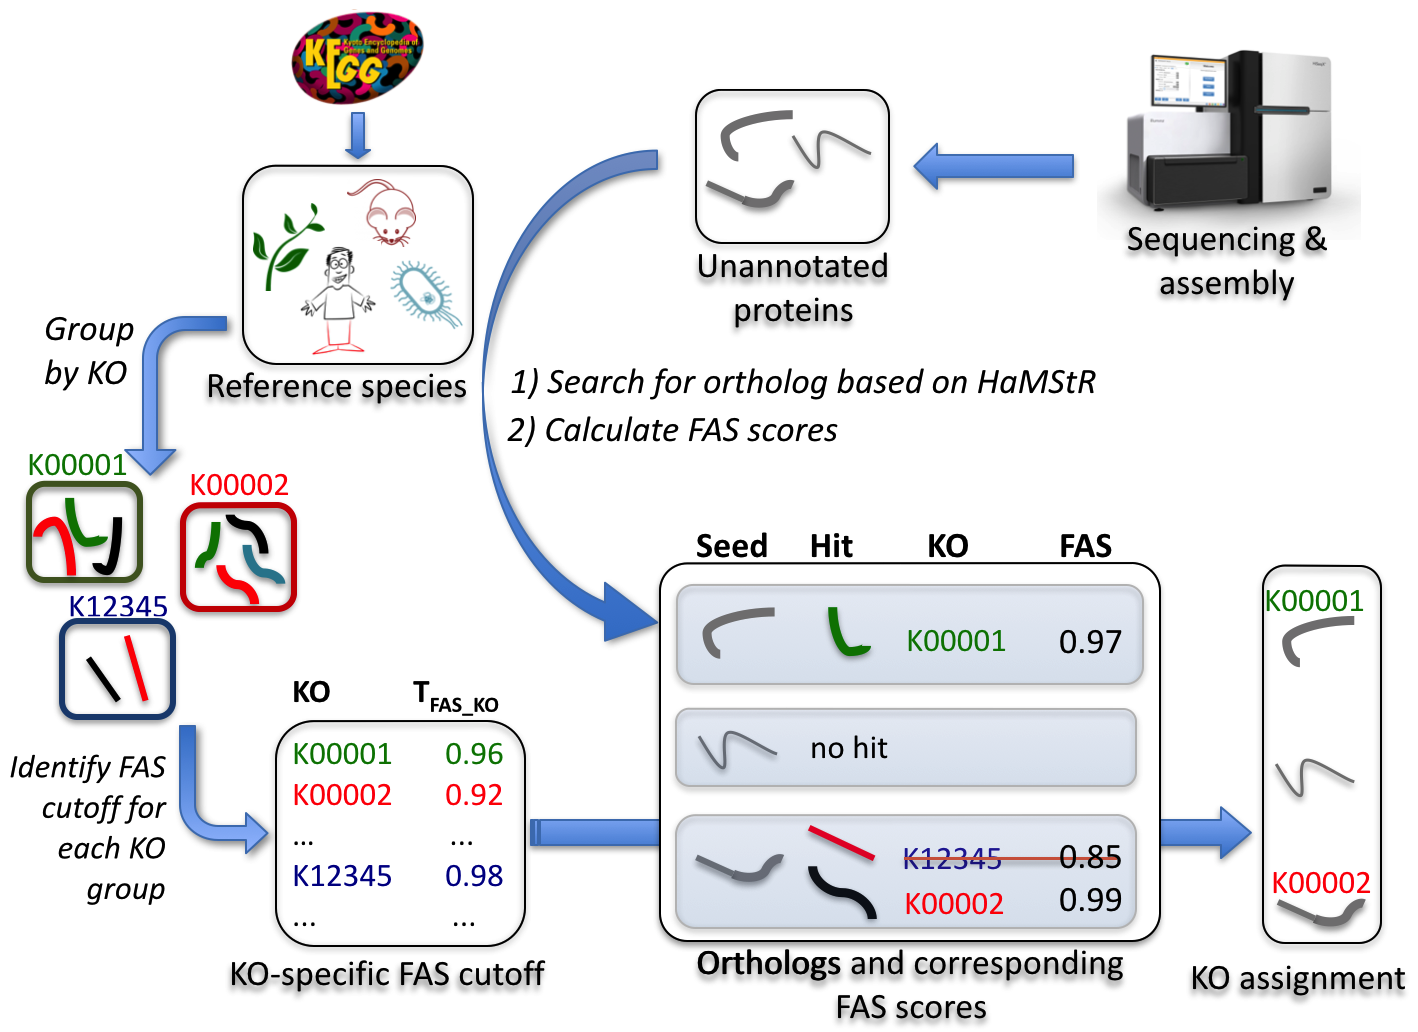 KEGG
Kyoto Encyclopedia of
Genes and Genomes
Sequencing &
assembly
Unannotated
proteins
Reference species
Group
by KO
1) Search for ortholog based on HaMStR
2) Calculate FAS scores
K00001
K00002
K12345
Identify FAS
cutoff for
each KO
group
KO T_FAS_KO
K00001 0.96
K00002 0.92
... ...
K12345 0.98
... ...
KO-specific FAS cutoff
Seed Hit KO FAS
K00001 0.97
no hit
K12345 0.85
K00002 0.99
Orthologs and corresponding
FAS scores
K00001
K00002
KO assignment